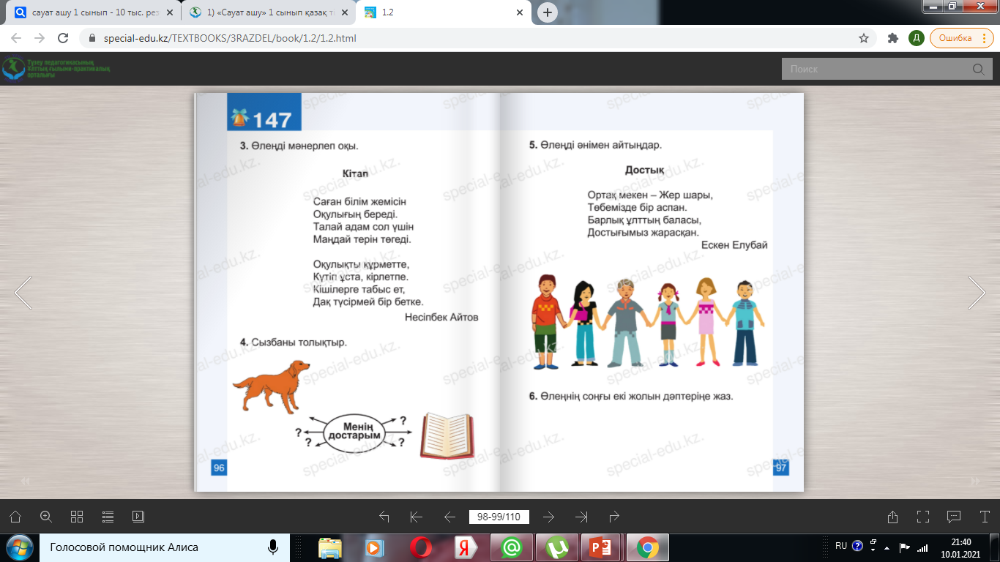 сауат ашу 1 сынып - 10 тыс. рез
1) «Сауат ашу» 1 сынып қазақ ті
1.2
special-edu.kz/TEXTBOOKS/3RAZDEL/book/1.2/1.2.html
Д
Ошибка
Түзеу педагогикасының
Ұлттық ғылыми-практикалық
орталығы
Поиск
147
3. Өлеңді мәнерлеп оқы.
Кітап
Саған білім жемісін
Оқулығың береді.
Талай адам сол үшін
Маңдай терін төгеді.
Оқулықты құрметте,
Күтіп ұста, кірлетпе.
Кішілерге табыс ет,
Дақ түсірмей бір бетке.
Несіпбек Айтов
4. Сызбаны толықтыр.
Менің
достарым
?
?
?
?
96
5. Өлеңді әнімен айтыңдар.
Достық
Ортақ мекен – Жер шары,
Төбемізде бір аспан.
Барлық ұлттың баласы,
Достығымыз жарасқан.
Ескен Елубай
6. Өлеңнің соңғы екі жолын дәптеріңе жаз.
97
special-edu.kz.
98-99/110
Голосовой помощник Алиса
RU
21:40
10.01.2021